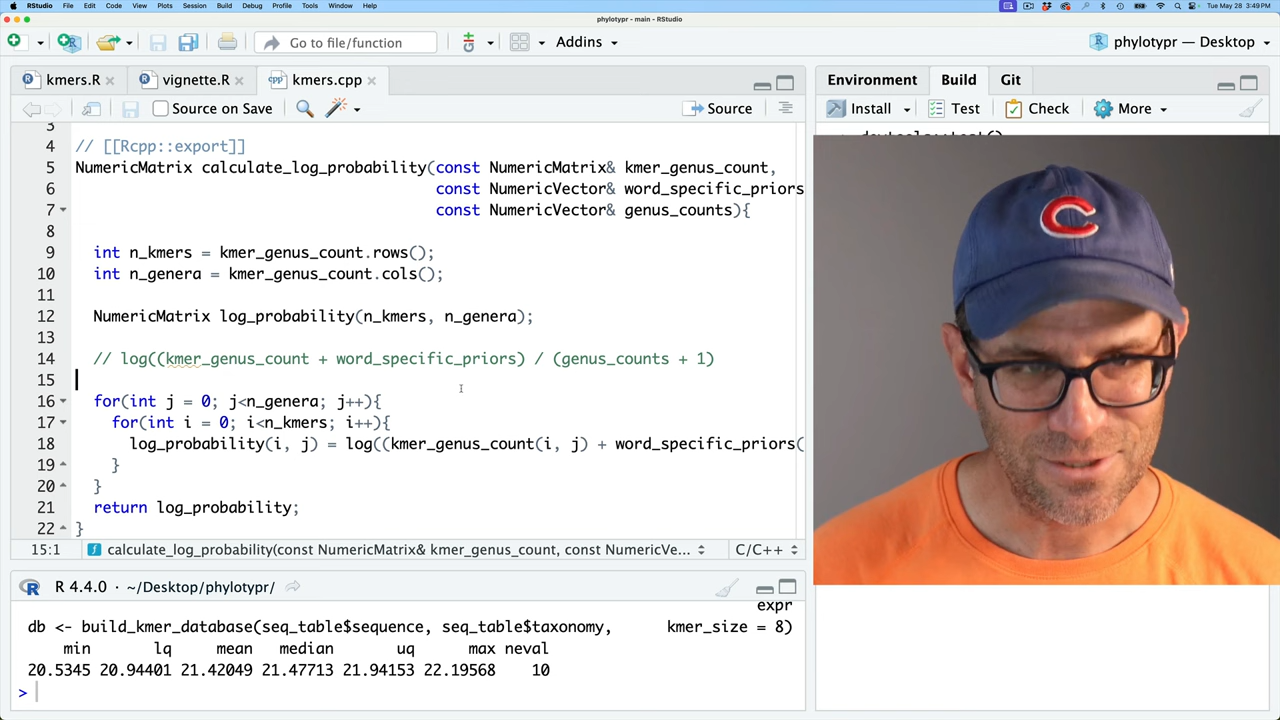 RStudio File Edit Code View Plots Session Build Debug Profile Tools Window Help
Tue May 28 3:49PM
phylotypr - main - RStudio
Go to file/function
Addins
phylotypr — Desktop
kmers.R
vignette.R
kmers.cpp
Source on Save
Source
3
4 // [[Rcpp::export]]
5 NumericMatrix calculate_log_probability(const NumericMatrix& kmer_genus_count,
6 const NumericVector& word_specific_priors
7 const NumericVector& genus_counts){
8
9 int n_kmers = kmer_genus_count.rows();
10 int n_genera = kmer_genus_count.cols();
11
12 NumericMatrix log_probability(n_kmers, n_genera);
13
14 // log((kmer_genus_count + word_specific_priors) / (genus_counts + 1)
15
16 for(int j = 0; j<n_genera; j++){
17 for(int i = 0; i<n_kmers; i++){
18 log_probability(i, j) = log((kmer_genus_count(i, j) + word_specific_priors(
19 }
20 }
21 return log_probability;
22 }
15:1 calculate_log_probability(const NumericMatrix& kmer_genus_count, const NumericVe... C/C++
R 4.4.0 · ~/Desktop/phylotypr/
expr
db <- build_kmer_database(seq_table$sequence, seq_table$taxonomy, kmer_size = 8)
min lq mean median uq max neval
20.5345 20.94401 21.42049 21.47713 21.94153 22.19568 10
>
Environment Build Git
Install Test Check More
C